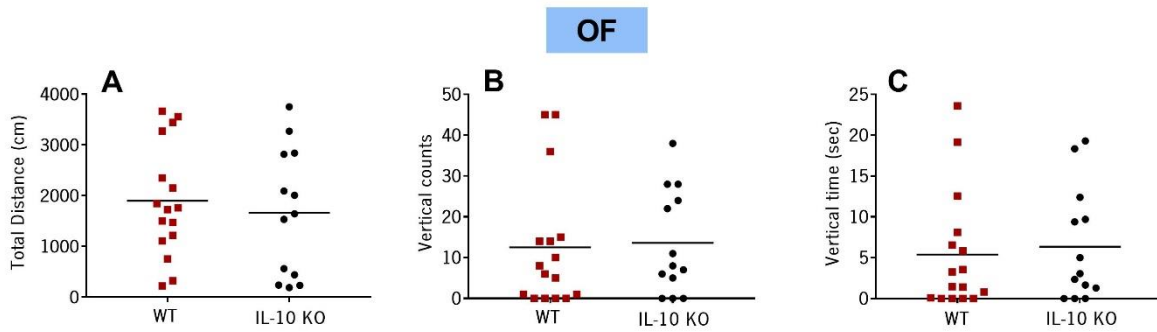 OF
A
Total Distance (cm)
4000
3000
2000
1000
0
WT
IL-10 KO
B
Vertical counts
50
40
30
20
10
0
WT
IL-10 KO
C
Vertical time (sec)
25
20
15
10
5
0
WT
IL-10 KO